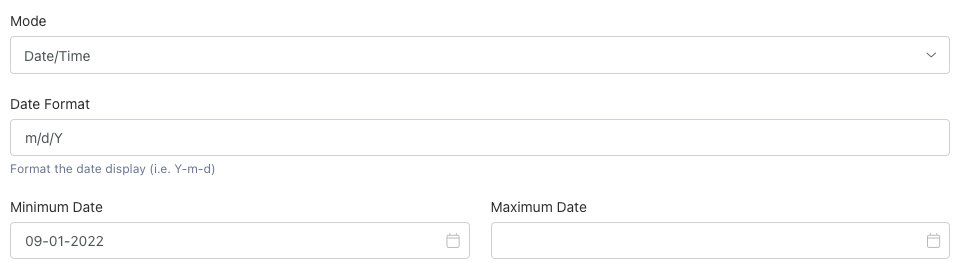 Mode
Date/Time
Date Format
m/d/Y
Format the date display (i.e. Y-m-d)
Minimum Date
Maximum Date
09-01-2022